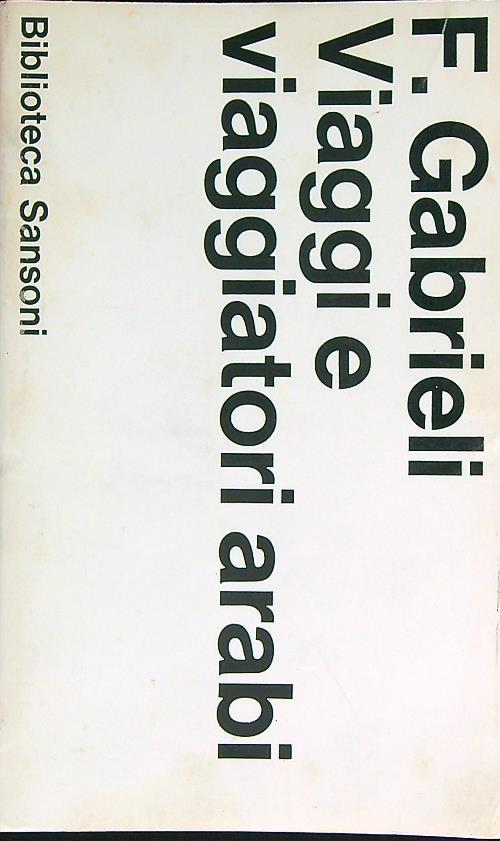 F. Gabrieli
Viaggi e
viaggiatori arabi
Biblioteca Sansoni